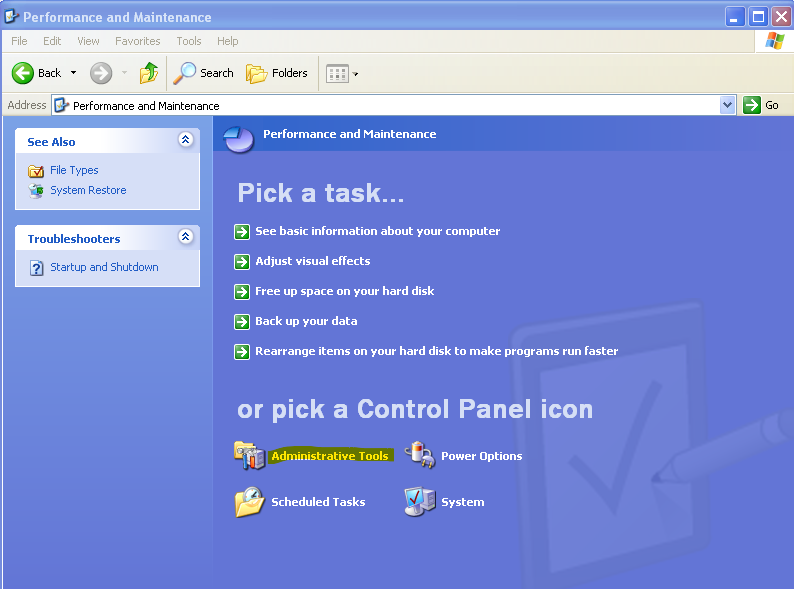 Performance and Maintenance
File Edit View Favorites Tools Help
Back Search Folders
Address Performance and Maintenance Go
See Also
File Types
System Restore
Troubleshooters
Startup and Shutdown
Performance and Maintenance
Pick a task...
See basic information about your computer
Adjust visual effects
Free up space on your hard disk
Back up your data
Rearrange items on your hard disk to make programs run faster
or pick a Control Panel icon
Administrative Tools Power Options
Scheduled Tasks System